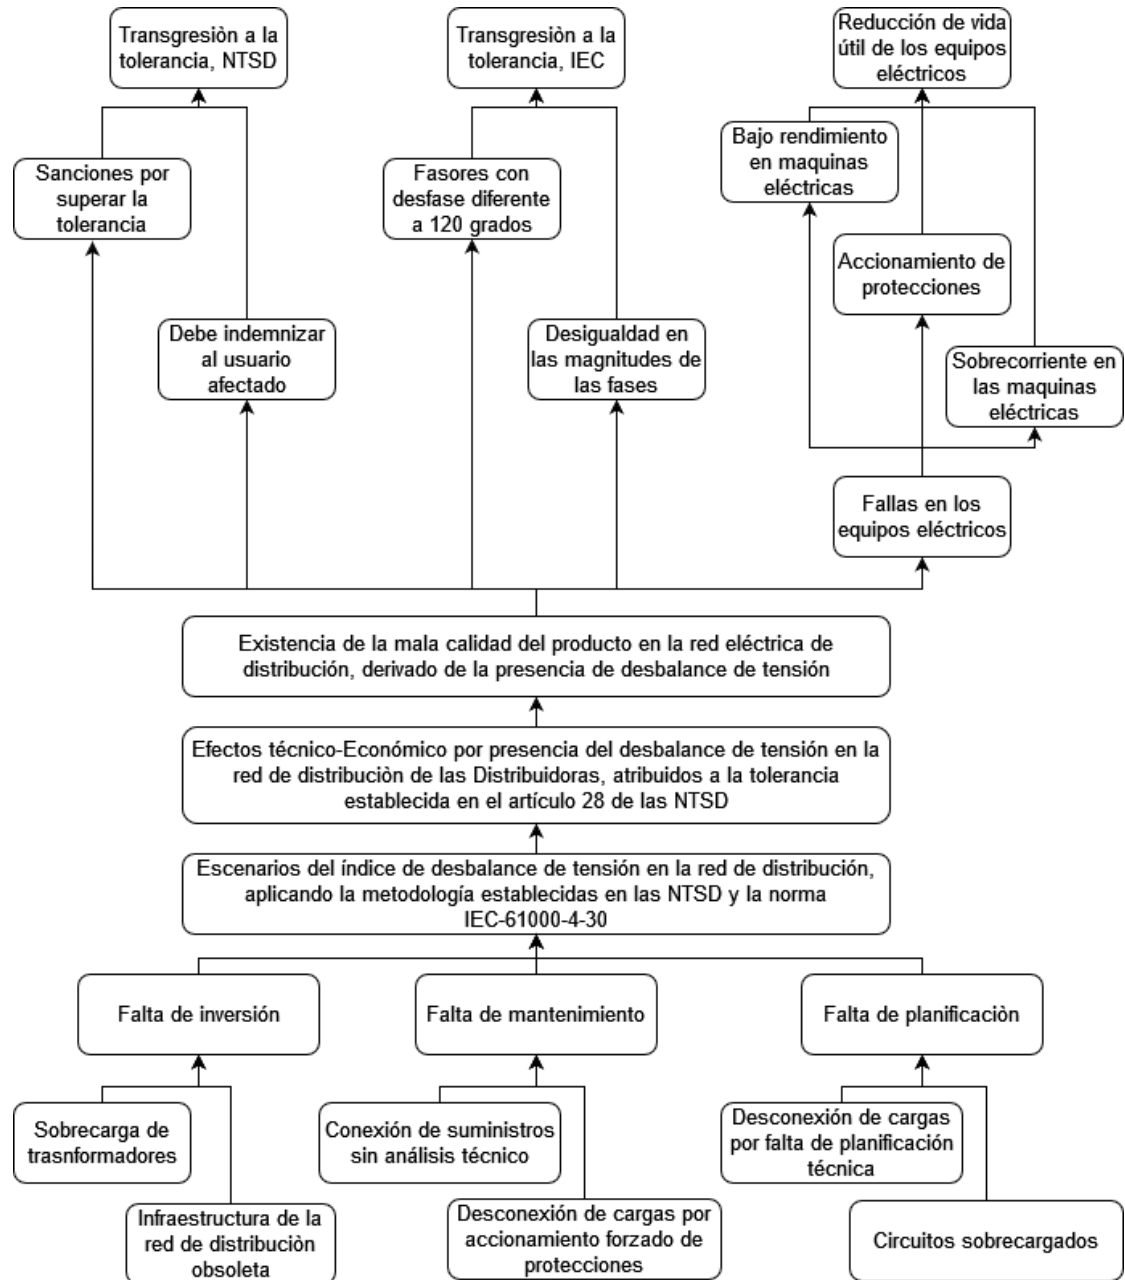 Transgresiòn a la
tolerancia, NTSD
Transgresiòn a la
tolerancia, IEC
Reducción de vida
útil de los equipos
eléctricos
Bajo rendimiento
en maquinas
eléctricas
Sanciones por
superar la
tolerancia
Fasores con
desfase diferente
a 120 grados
Accionamiento de
protecciones
Debe indemnizar
al usuario
afectado
Desigualdad en
las magnitudes de
las fases
Sobrecorriente en
las maquinas
eléctricas
Fallas en los
equipos eléctricos
Existencia de la mala calidad del producto en la red eléctrica de
distribución, derivado de la presencia de desbalance de tensión
Efectos técnico-Económico por presencia del desbalance de tensión en la
red de distribuciòn de las Distribuidoras, atribuidos a la tolerancia
establecida en el artículo 28 de las NTSD
Escenarios del índice de desbalance de tensión en la red de distribución,
aplicando la metodología establecidas en las NTSD y la norma
IEC-61000-4-30
Falta de inversión
Falta de mantenimiento
Falta de planificaciòn
Sobrecarga de
trasnformadores
Conexión de suministros
sin análisis técnico
Desconexión de cargas
por falta de planificación
técnica
Infraestructura de la
red de distribuciòn
obsoleta
Desconexión de cargas por
accionamiento forzado de
protecciones
Circuitos sobrecargados